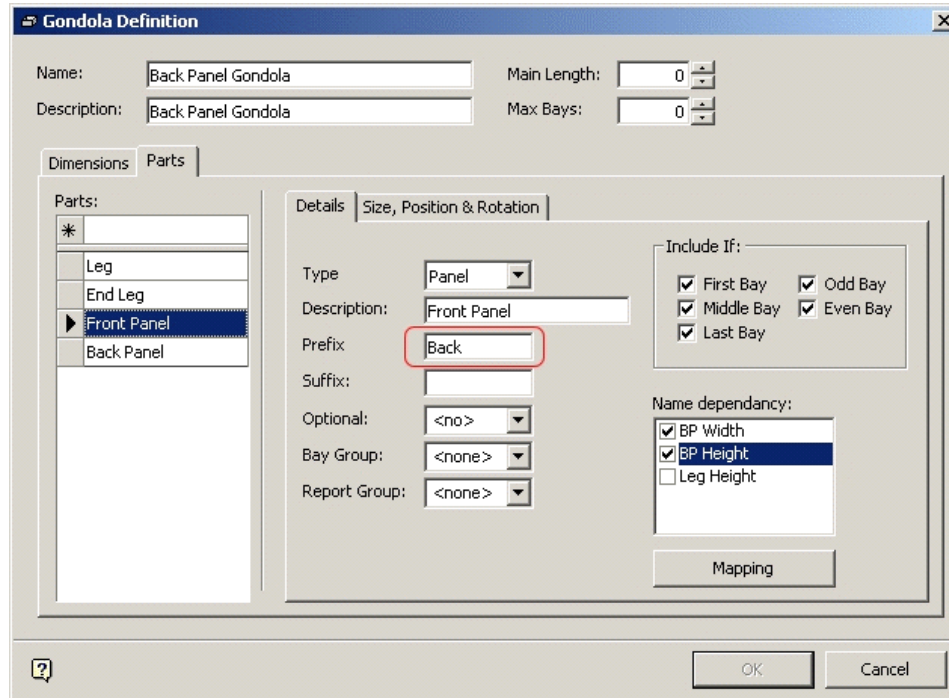 Gondola Definition
Name: Back Panel Gondola Main Length: 0
Description: Back Panel Gondola Max Bays: 0
Dimensions Parts
Parts:
Leg
End Leg
Front Panel
Back Panel
Details Size, Position & Rotation
Type Panel
Description: Front Panel
Prefix Back
Suffix:
Optional: <no>
Bay Group: <none>
Report Group: <none>
Include If:
First Bay Odd Bay
Middle Bay Even Bay
Last Bay
Name dependancy:
BP Width
BP Height
Leg Height
Mapping
OK Cancel